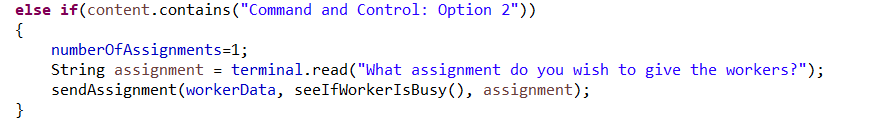 else if(content.contains("Command and Control: Option 2"))
{
numberOfAssignments=1;
String assignment = terminal.read("What assignment do you wish to give the workers?");
sendAssignment(workerData, seeIfWorkerIsBusy(), assignment);
}